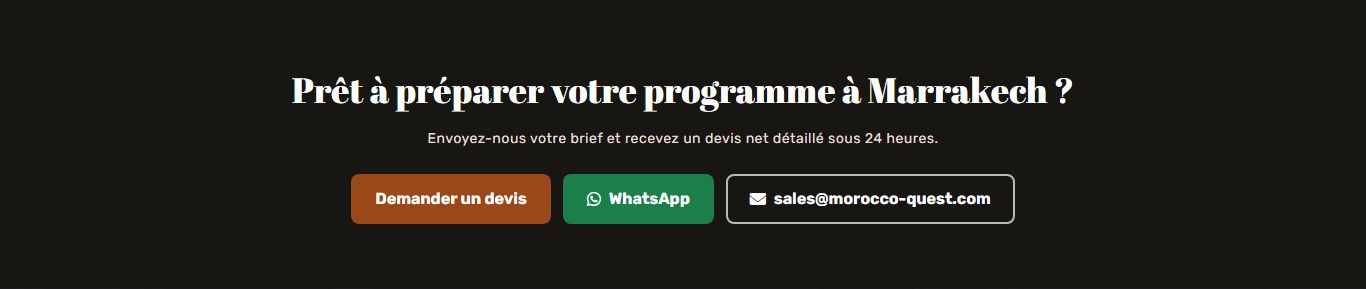 Prêt à préparer votre programme à Marrakech ?
Envoyez-nous votre brief et recevez un devis net détaillé sous 24 heures.
Demander un devis
WhatsApp
sales@morocco-quest.com